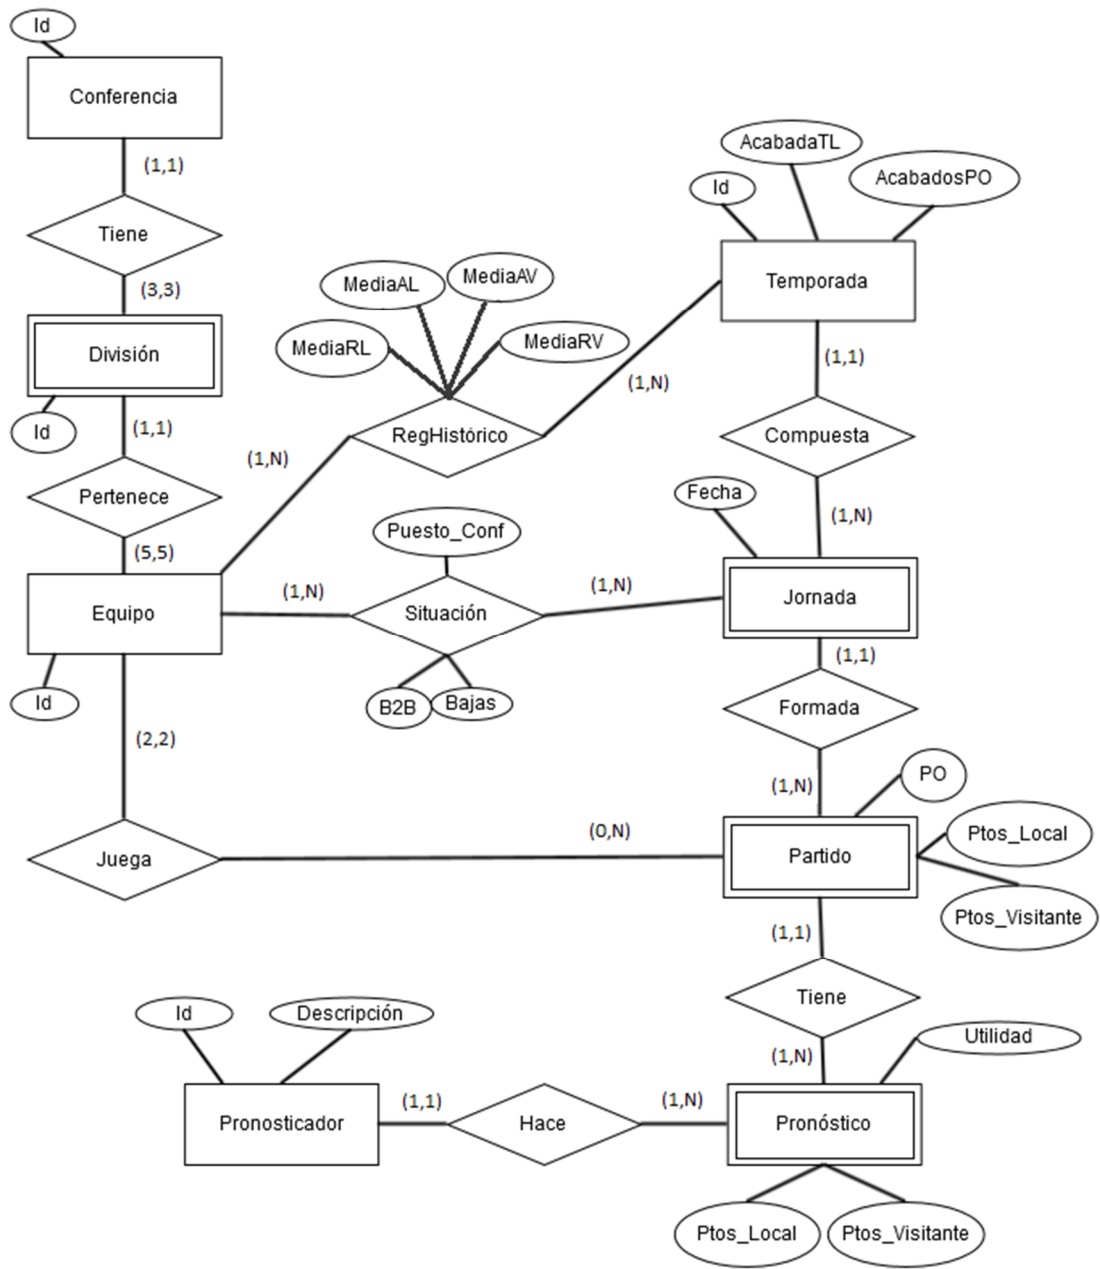 Id
Conferencia
(1,1)
Tiene
(3,3)
División
Id
(1,1)
Pertenece
(5,5)
Equipo
Id
(2,2)
Juega
(0,N)
(1,N)
MediaRL
MediaAL
MediaAV
MediaRV
RegHistórico
(1,N)
Id
AcabadaTL
AcabadosPO
Temporada
(1,1)
Compuesta
(1,N)
Fecha
Jornada
(1,N)
Puesto_Conf
Situación
(1,N)
B2B
Bajas
(1,1)
Formada
(1,N)
PO
Partido
Ptos_Local
Ptos_Visitante
(1,1)
Tiene
(1,N)
Utilidad
Pronóstico
Ptos_Local
Ptos_Visitante
(1,N)
Hace
(1,1)
Pronosticador
Id
Descripción